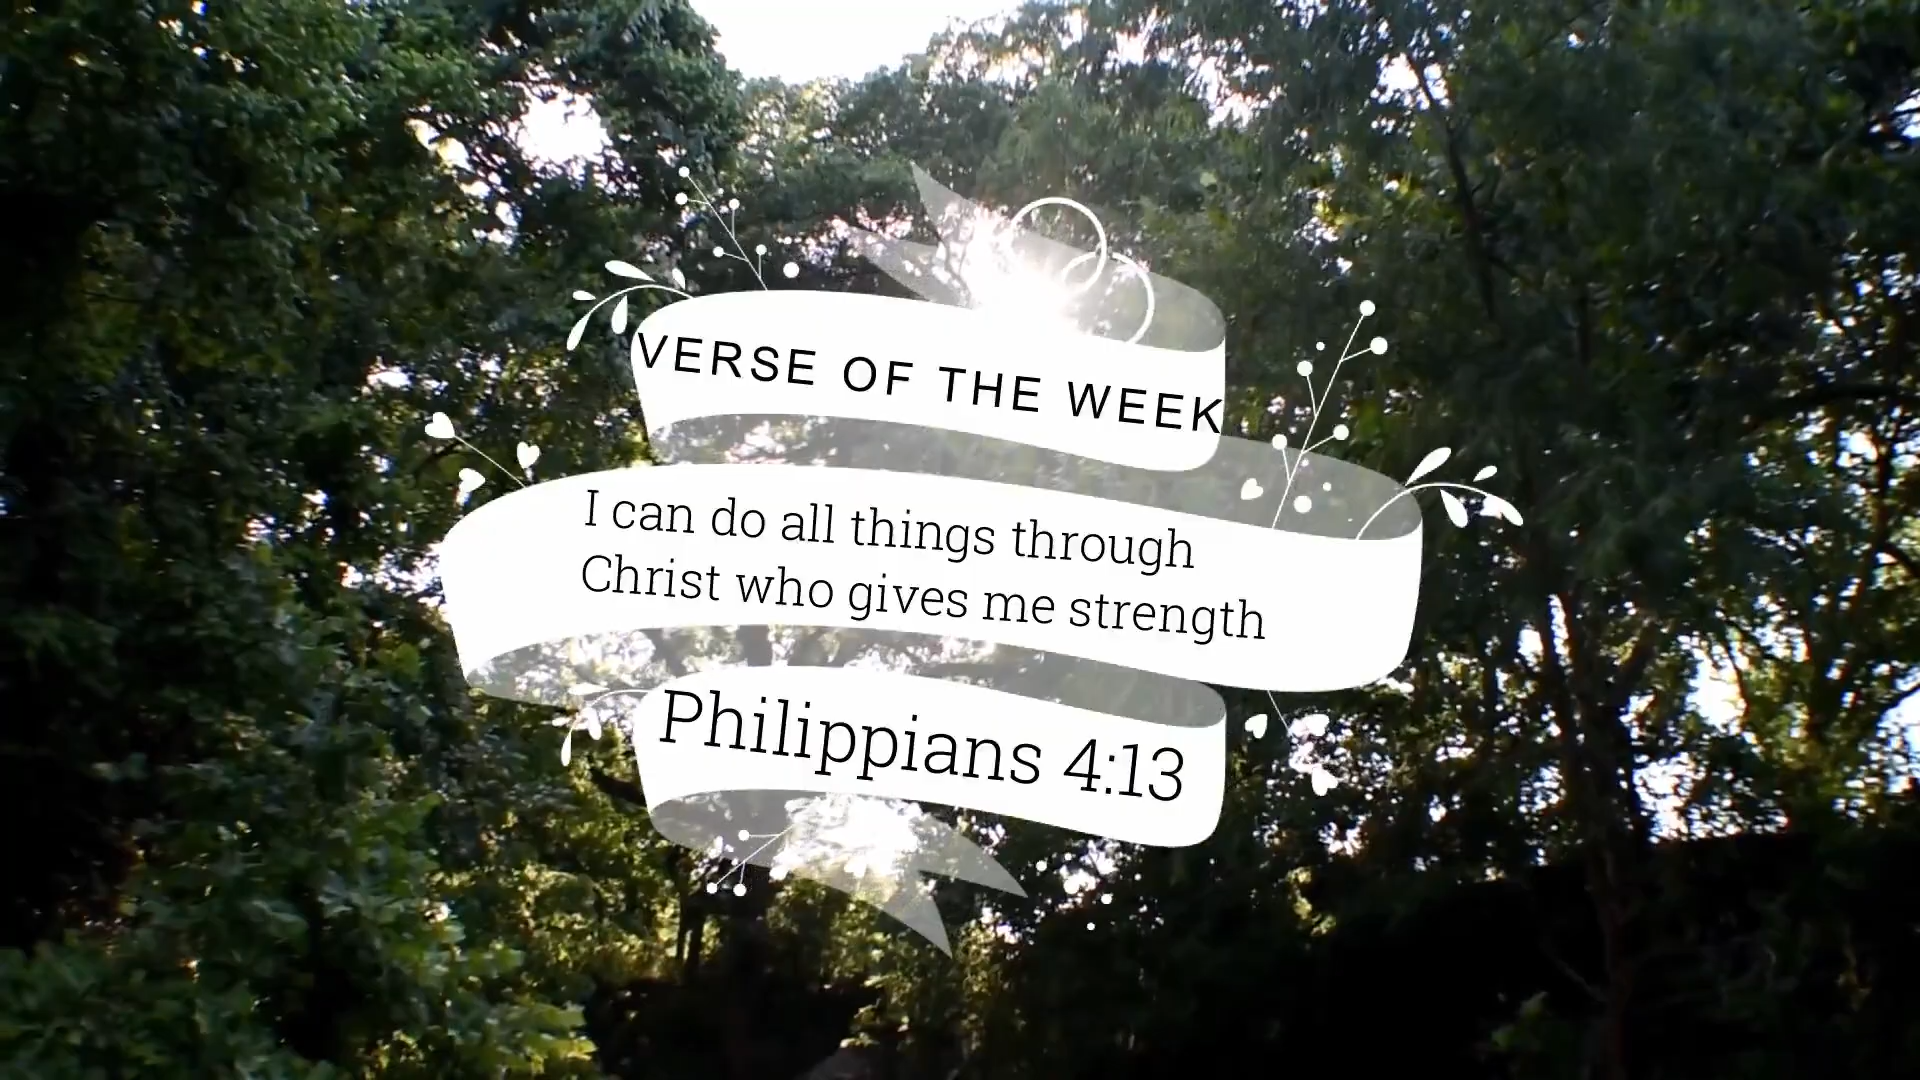 VERSE OF THE WEEK
I can do all things through
Christ who gives me strength
Philippians 4:13